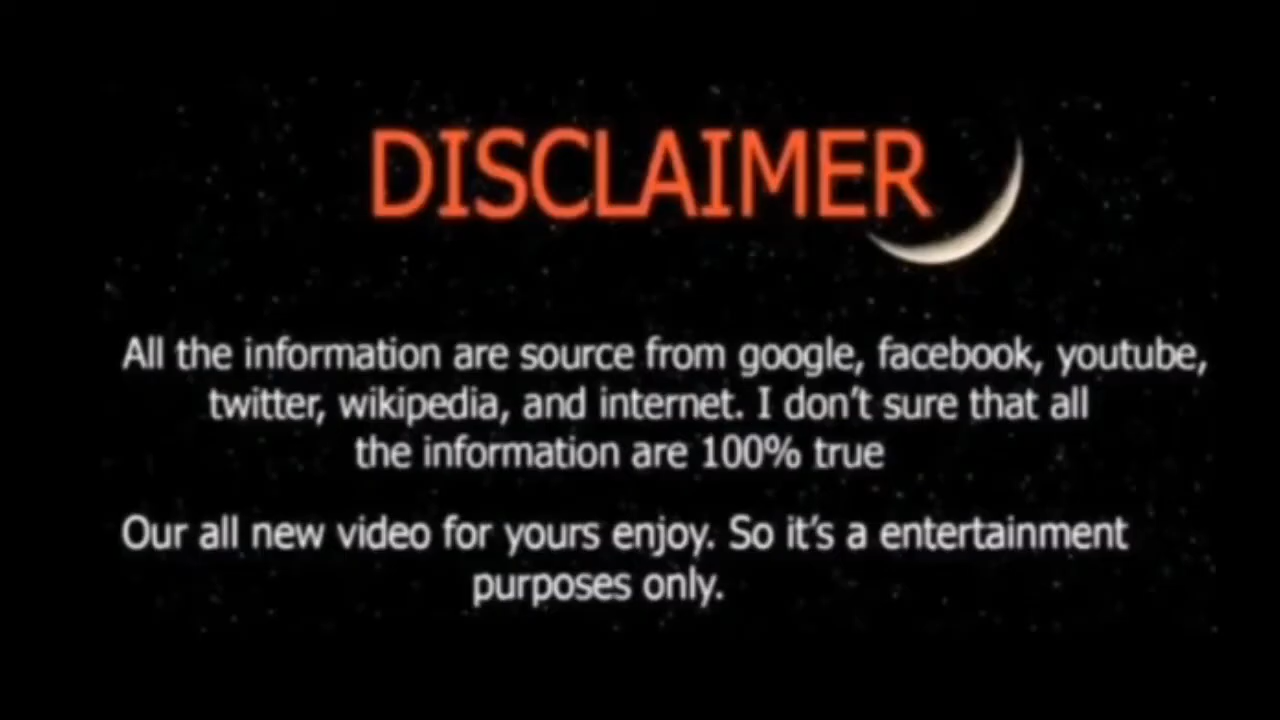 DISCLAIMER
All the information are source from google, facebook, youtube,
twitter, wikipedia, and internet. I don't sure that all
the information are 100% true
Our all new video for yours enjoy. So it's a entertainment
purposes only.